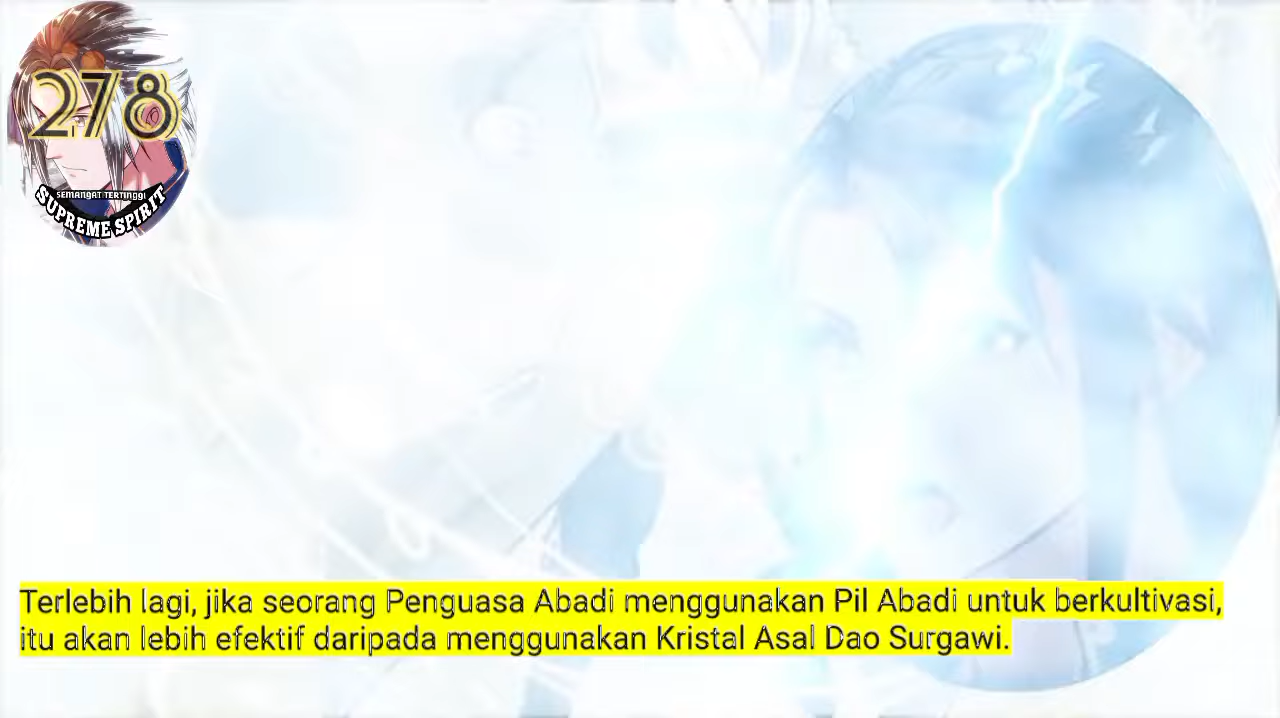 278
SEMANGAT TERTINGGI
SUPREME SPIRIT
Terlebih lagi, jika seorang Penguasa Abadi menggunakan Pil Abadi untuk berkultivasi,
itu akan lebih efektif daripada menggunakan Kristal Asal Dao Surgawi.